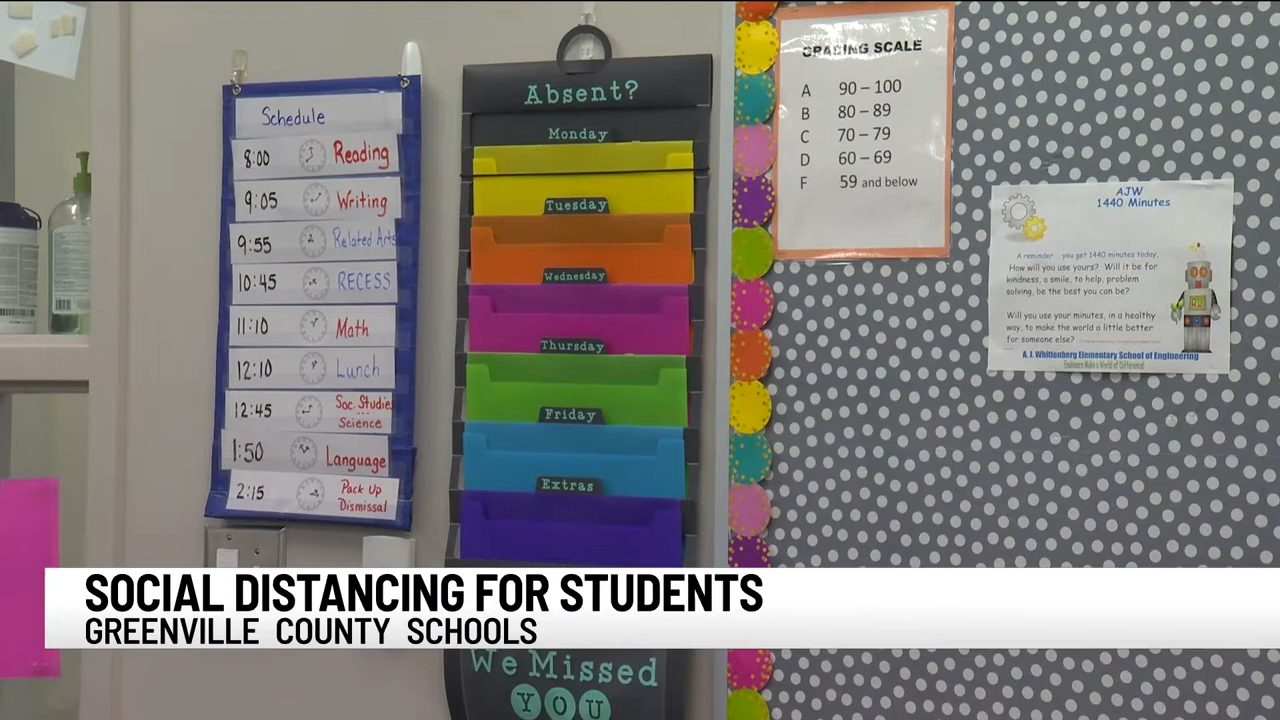 Schedule
8:00 Reading
9:05 Writing
9:55 Related Arts
10:45 RECESS
11:10 Math
12:10 Lunch
12:45 Soc. Studies
Science
1:50 Language
2:15 Pack Up
Dismissal
Absent?
Monday
Tuesday
Wednesday
Thursday
Friday
Extras
We Missed
YOU
GRADING SCALE
A 90 – 100
B 80 – 89
C 70 – 79
D 60 – 69
F 59 and below
AJW
1440 Minutes
A reminder... you get 1440 minutes today.
How will you use yours? Will it be for
kindness, a smile, to help, problem
solving, be the best you can be?
Will you use your minutes, in a healthy
way, to make the world a little better
for someone else?
A. J. Whittenberg Elementary School of Engineering
Engineers Make a World of Difference!
SOCIAL DISTANCING FOR STUDENTS
GREENVILLE COUNTY SCHOOLS